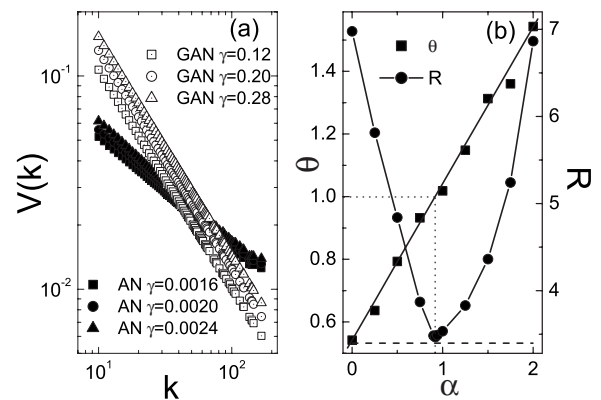 (a)
GAN γ=0.12
GAN γ=0.20
GAN γ=0.28
AN γ=0.0016
AN γ=0.0020
AN γ=0.0024
10⁻¹
10⁻²
V(k)
10¹
10²
k
(b)
θ
R
1.4
1.2
1.0
0.8
0.6
θ
7
6
5
4
R
0
1
2
α